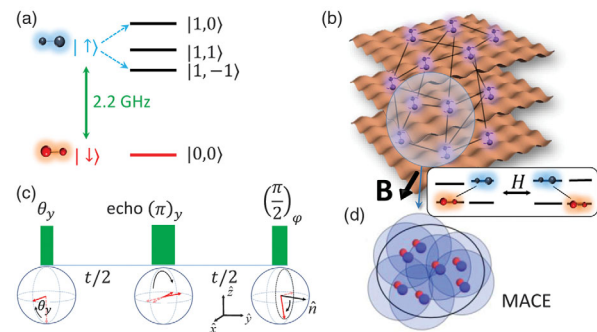 (a)
|↑⟩
|1,0⟩
|1,1⟩
|1,−1⟩
2.2 GHz
|↓⟩
|0,0⟩
(b)
B
H
(c)
θ_y
echo (π)_y
(π/2)_φ
t/2
t/2
θ_y
ẑ
ŷ
x̂
n̂
(d)
MACE